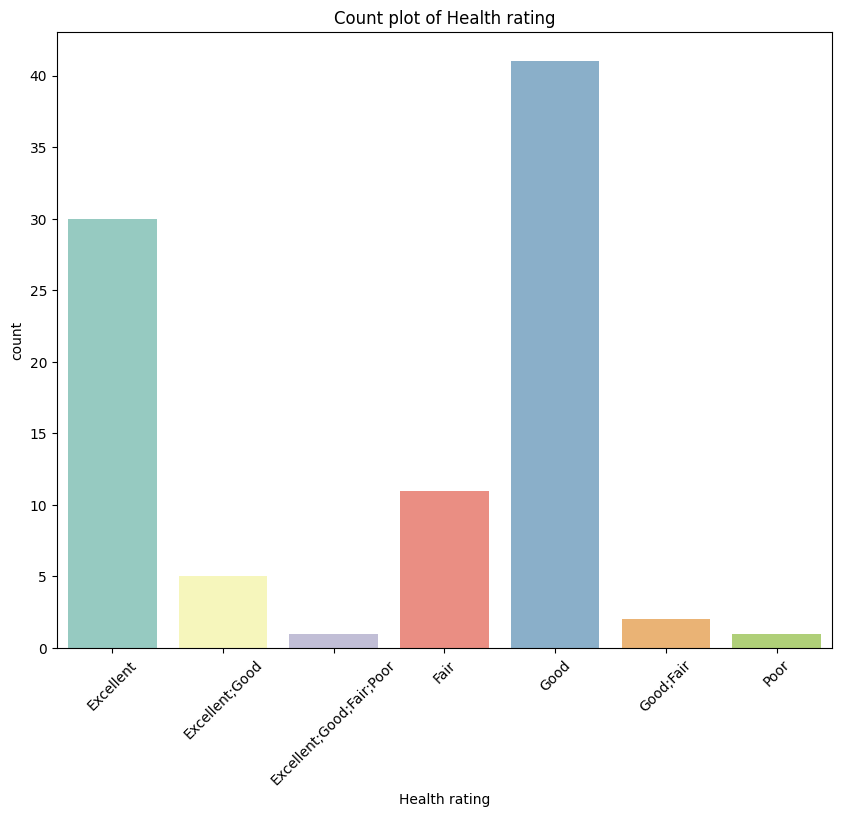 Count plot of Health rating
40
35
30
25
20
15
10
5
0
count
Excellent
Excellent;Good
Excellent;Good;Fair;Poor
Fair
Good
Good;Fair
Poor
Health rating